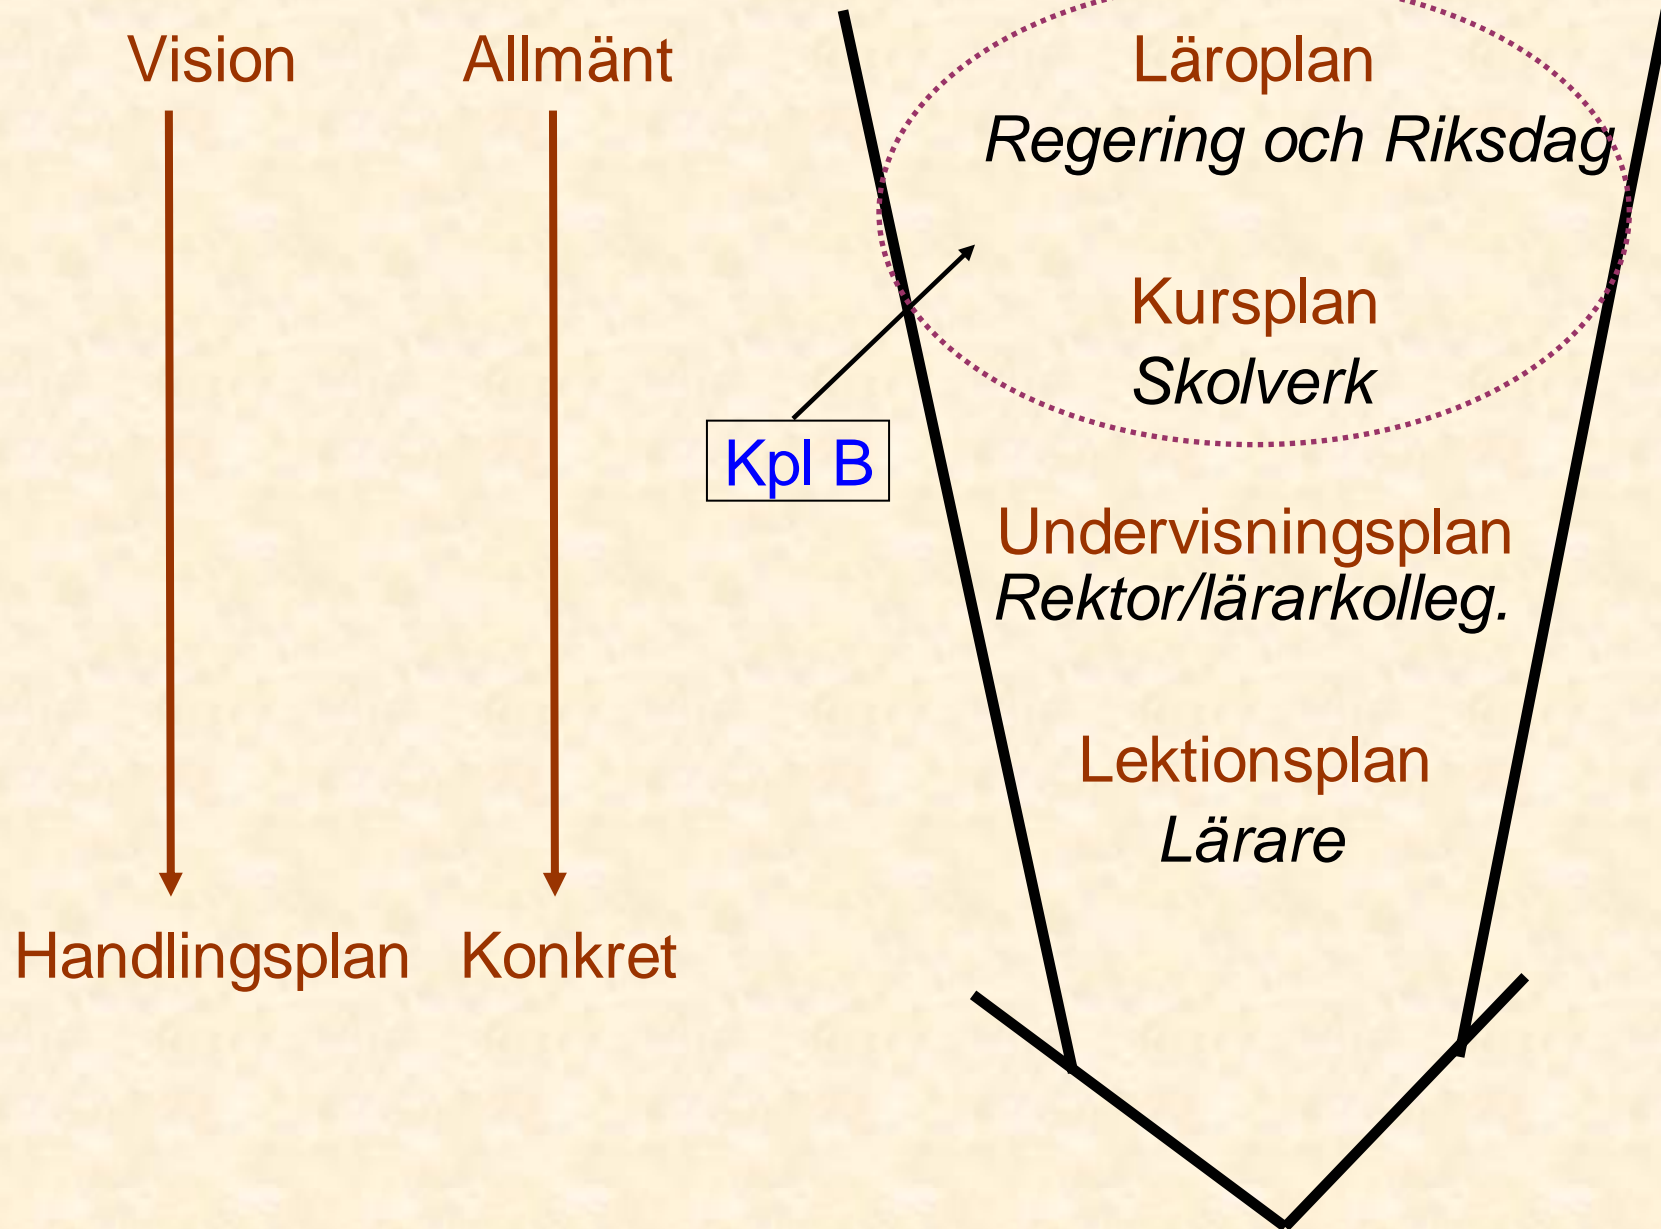 Vision
Allmänt
Läroplan
Regering och Riksdag
Kursplan
Skolverk
Kpl B
Undervisningsplan
Rektor/lärarkolleg.
Lektionsplan
Lärare
Handlingsplan
Konkret